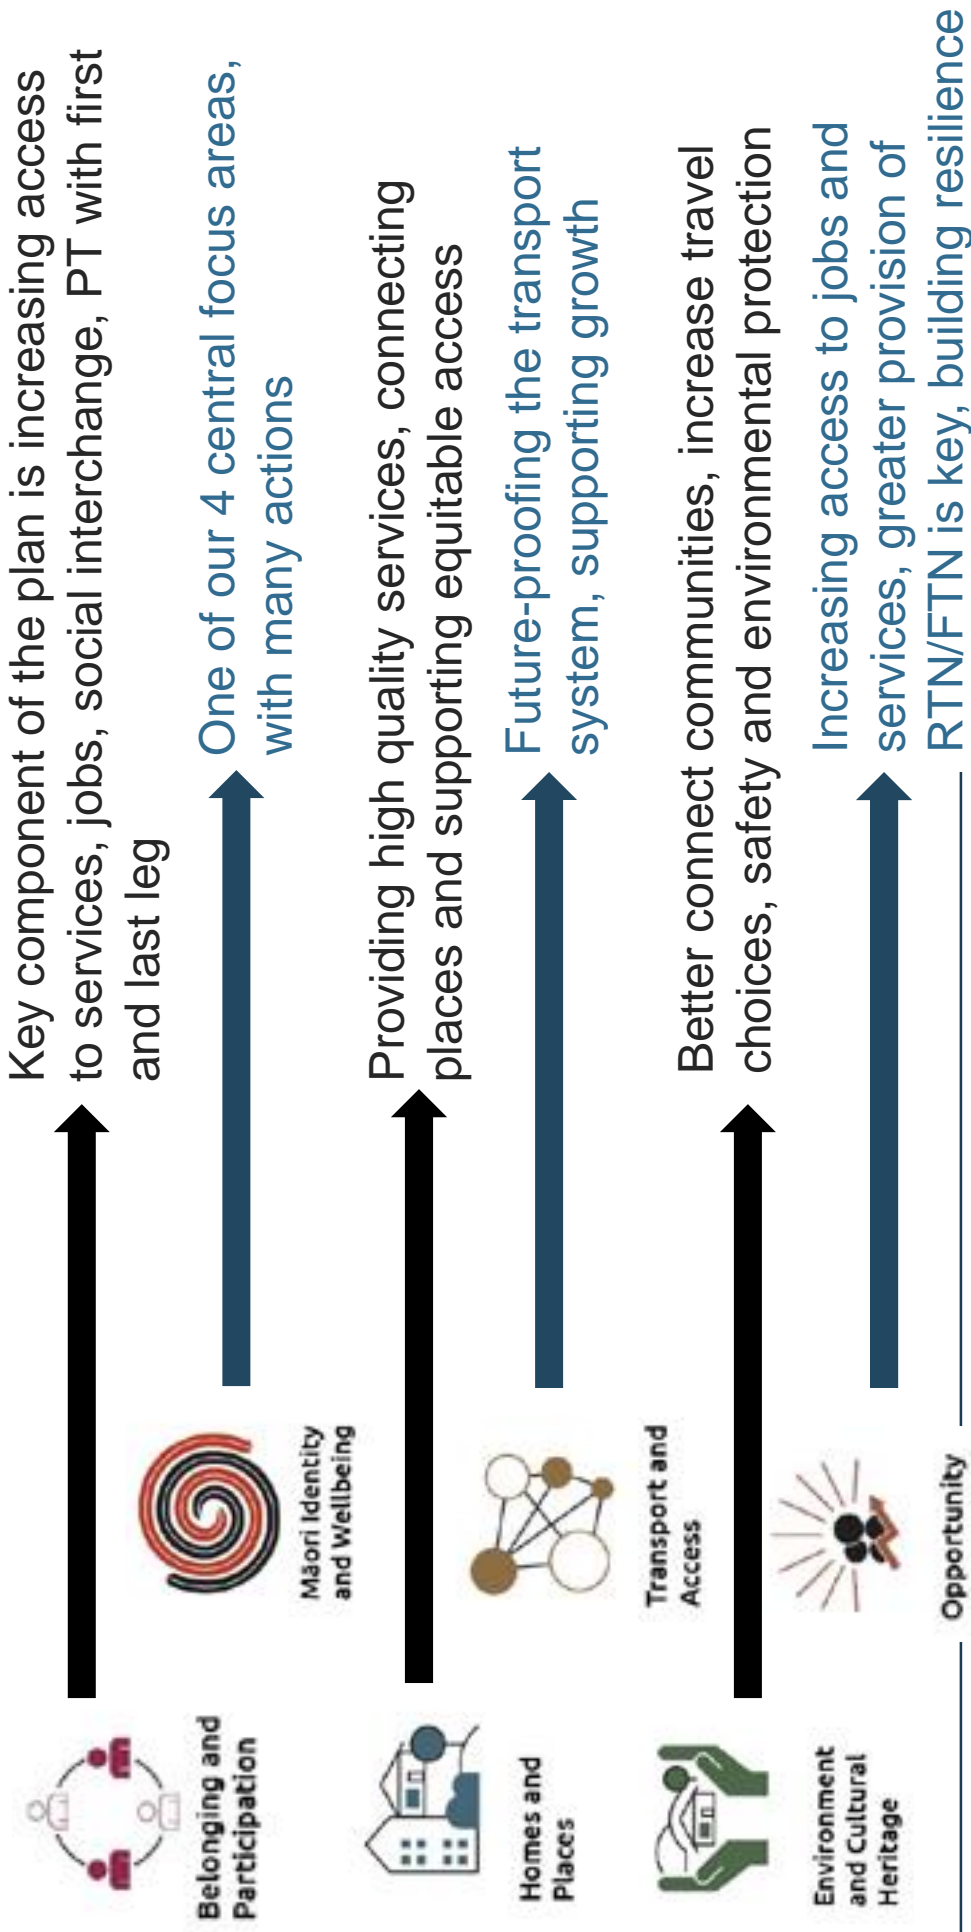 Belonging and
Participation
Key component of the plan is increasing access
to services, jobs, social interchange, PT with first
and last leg
Māori Identity
and Wellbeing
One of our 4 central focus areas,
with many actions
Homes and
Places
Providing high quality services, connecting
places and supporting equitable access
Transport and
Access
Future-proofing the transport
system, supporting growth
Environment
and Cultural
Heritage
Better connect communities, increase travel
choices, safety and environmental protection
Opportunity
Increasing access to jobs and
services, greater provision of
RTN/FTN is key, building resilience